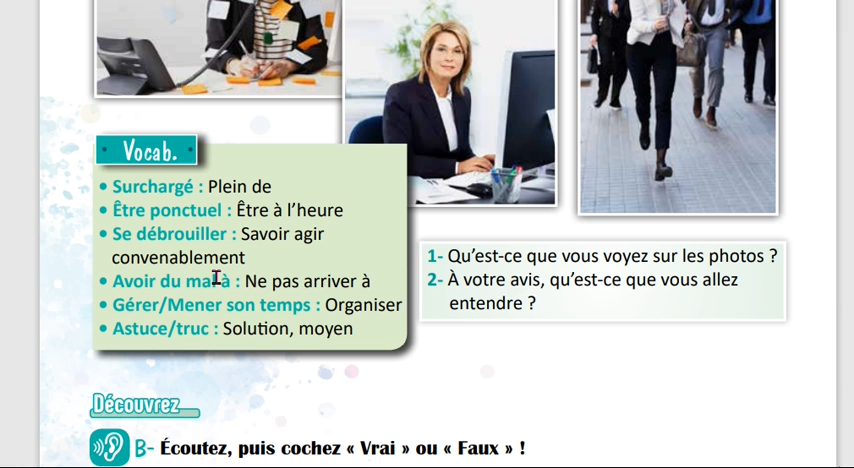 Vocab.
• Surchargé : Plein de
• Être ponctuel : Être à l'heure
• Se débrouiller : Savoir agir
convenablement
• Avoir du mal à : Ne pas arriver à
• Gérer/Mener son temps : Organiser
• Astuce/truc : Solution, moyen
1- Qu'est-ce que vous voyez sur les photos ?
2- À votre avis, qu'est-ce que vous allez
entendre ?
Découvrez
B- Écoutez, puis cochez « Vrai » ou « Faux » !